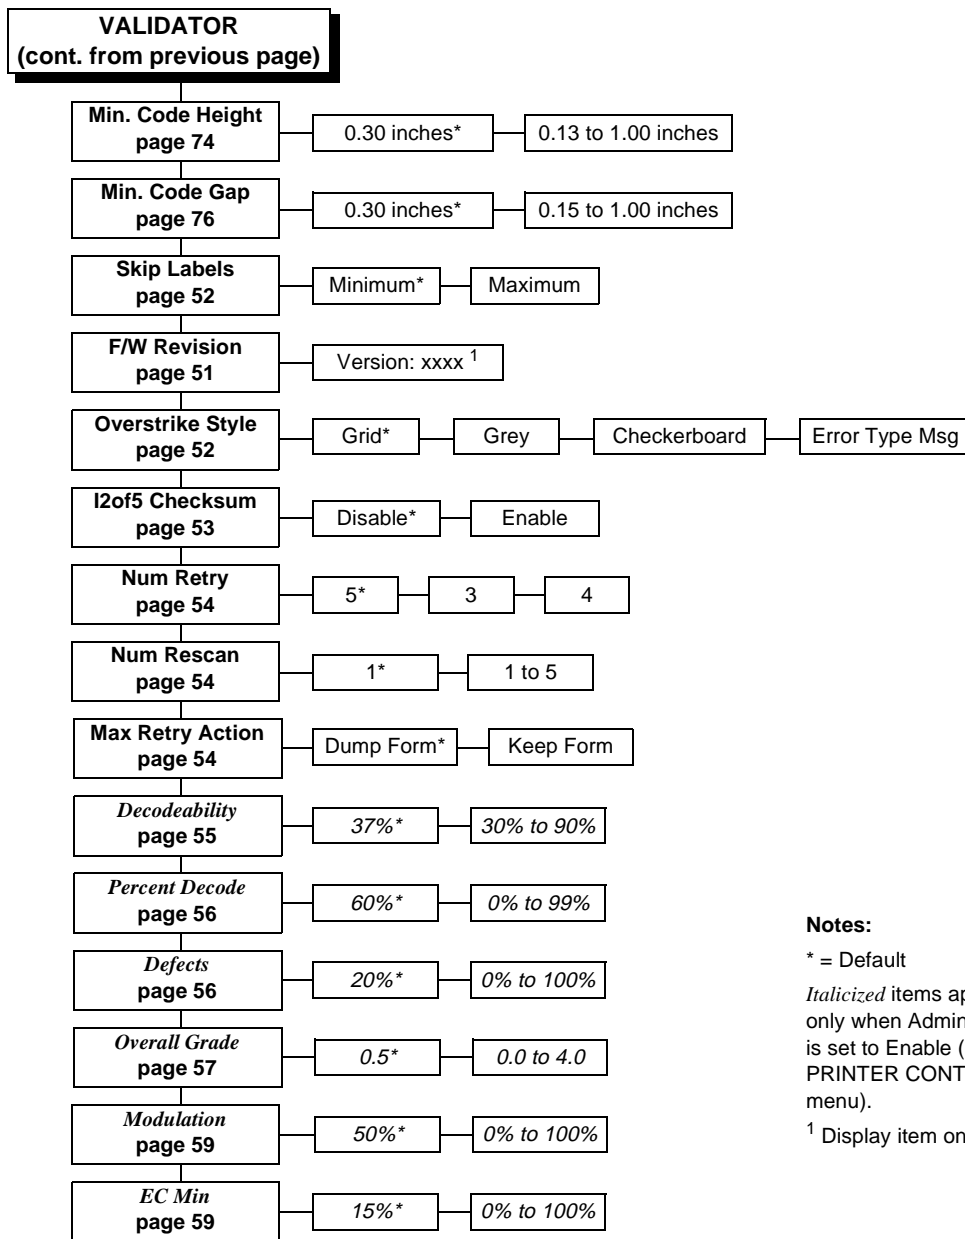 VALIDATOR
(cont. from previous page)
Min. Code Height
page 74
0.30 inches*
0.13 to 1.00 inches
Min. Code Gap
page 76
0.30 inches*
0.15 to 1.00 inches
Skip Labels
page 52
Minimum*
Maximum
F/W Revision
page 51
Version: xxxx 1
Overstrike Style
page 52
Grid*
Grey
Checkerboard
Error Type Msg
I2of5 Checksum
page 53
Disable*
Enable
Num Retry
page 54
5*
3
4
Num Rescan
page 54
1*
1 to 5
Max Retry Action
page 54
Dump Form*
Keep Form
Decodeability
page 55
37%*
30% to 90%
Percent Decode
page 56
60%*
0% to 99%
Defects
page 56
20%*
0% to 100%
Overall Grade
page 57
0.5*
0.0 to 4.0
Modulation
page 59
50%*
0% to 100%
EC Min
page 59
15%*
0% to 100%
Notes:
* = Default
Italicized items
only when
is set to Enable (
PRINTER
menu).
1 Display item